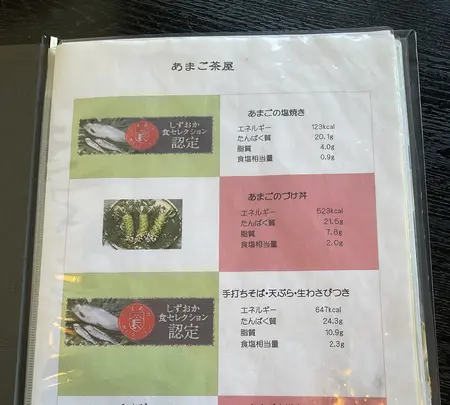 あまご茶屋
しずおか
食セレクション
認定
あまごの塩焼き
エネルギー 123kcal
たんぱく質 20.1g
脂質 4.0g
食塩相当量 0.9g
あまごのづけ丼
エネルギー 523kcal
たんぱく質 21.5g
脂質 7.8g
食塩相当量 2.0g
しずおか
食セレクション
認定
手打ちそば・天ぷら・生わさびつき
エネルギー 647kcal
たんぱく質 24.3g
脂質 10.9g
食塩相当量 2.3g